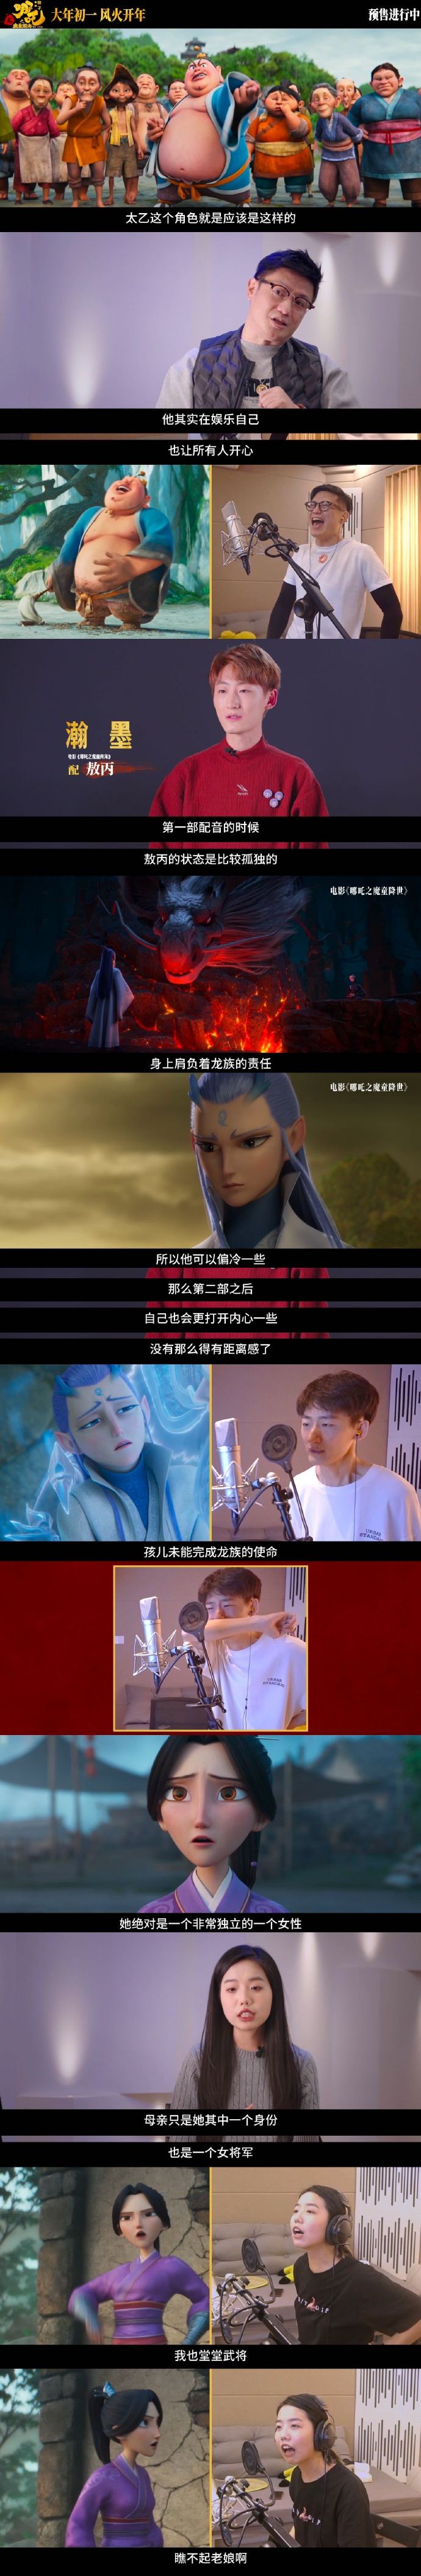 哪吒
大年初一 风火开年
预售进行中
太乙这个角色就是应该是这样的
他其实在娱乐自己
也让所有人开心
瀚墨
配 敖丙
第一部配音的时候
敖丙的状态是比较孤独的
电影《哪吒之魔童降世》
身上肩负着龙族的责任
电影《哪吒之魔童降世》
所以他可以偏冷一些
那么第二部之后
自己也会更打开内心一些
没有那么得有距离感了
孩儿未能完成龙族的使命
她绝对是一个非常独立的一个女性
母亲只是她其中一个身份
也是一个女将军
我也堂堂武将
瞧不起老娘啊